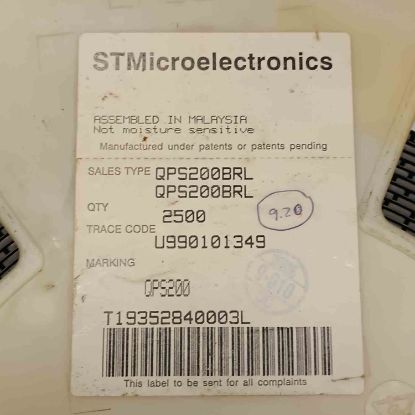 STMicroelectronics
ASSEMBLED IN MALAYSIA
Not moisture sensitive
Manufactured under patents or patents pending
SALES TYPE QPS200BRL
QPS200BRL
QTY 2500
9.20
TRACE CODE U990101349
MARKING
QPS200
T19352840003L
This label to be sent for all complaints